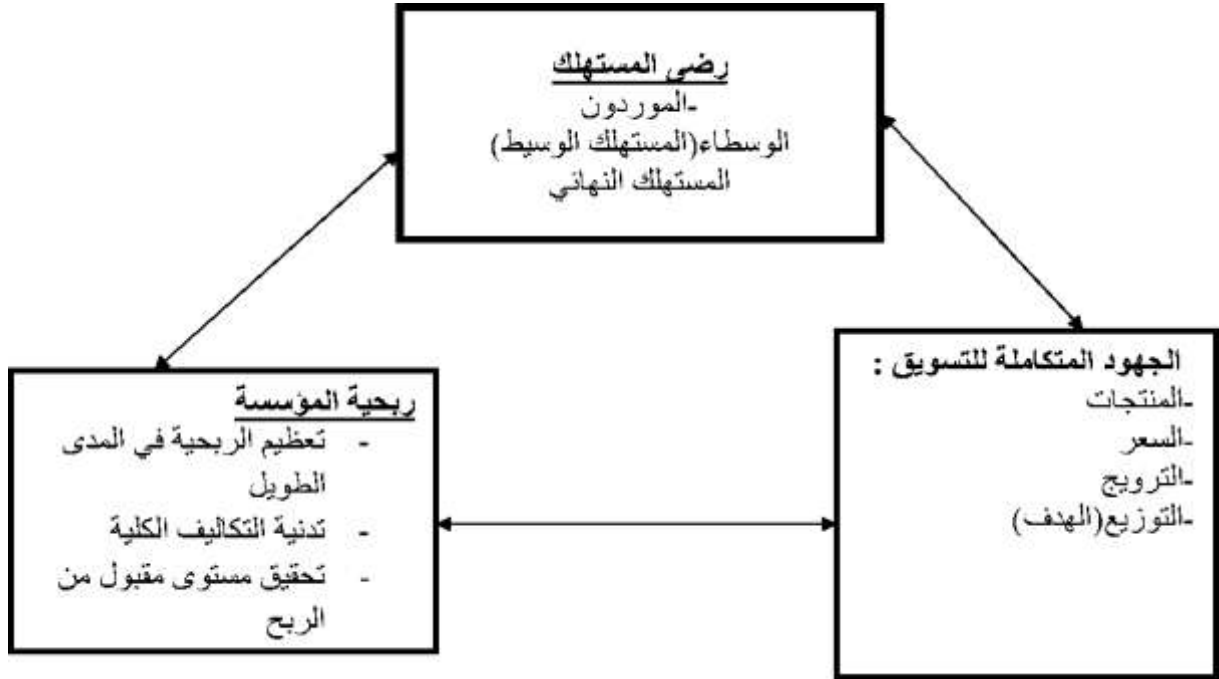 رضى المستهلك
-الموردون
الوسطاء(المستهلك الوسيط)
المستهلك النهائي
الجهود المتكاملة للتسويق :
-المنتجات
-السعر
-الترويج
-التوزيع(الهدف)
ربحية المؤسسة
- تعظيم الربحية في المدى
الطويل
- تدنية التكاليف الكلية
- تحقيق مستوى مقبول من
الربح